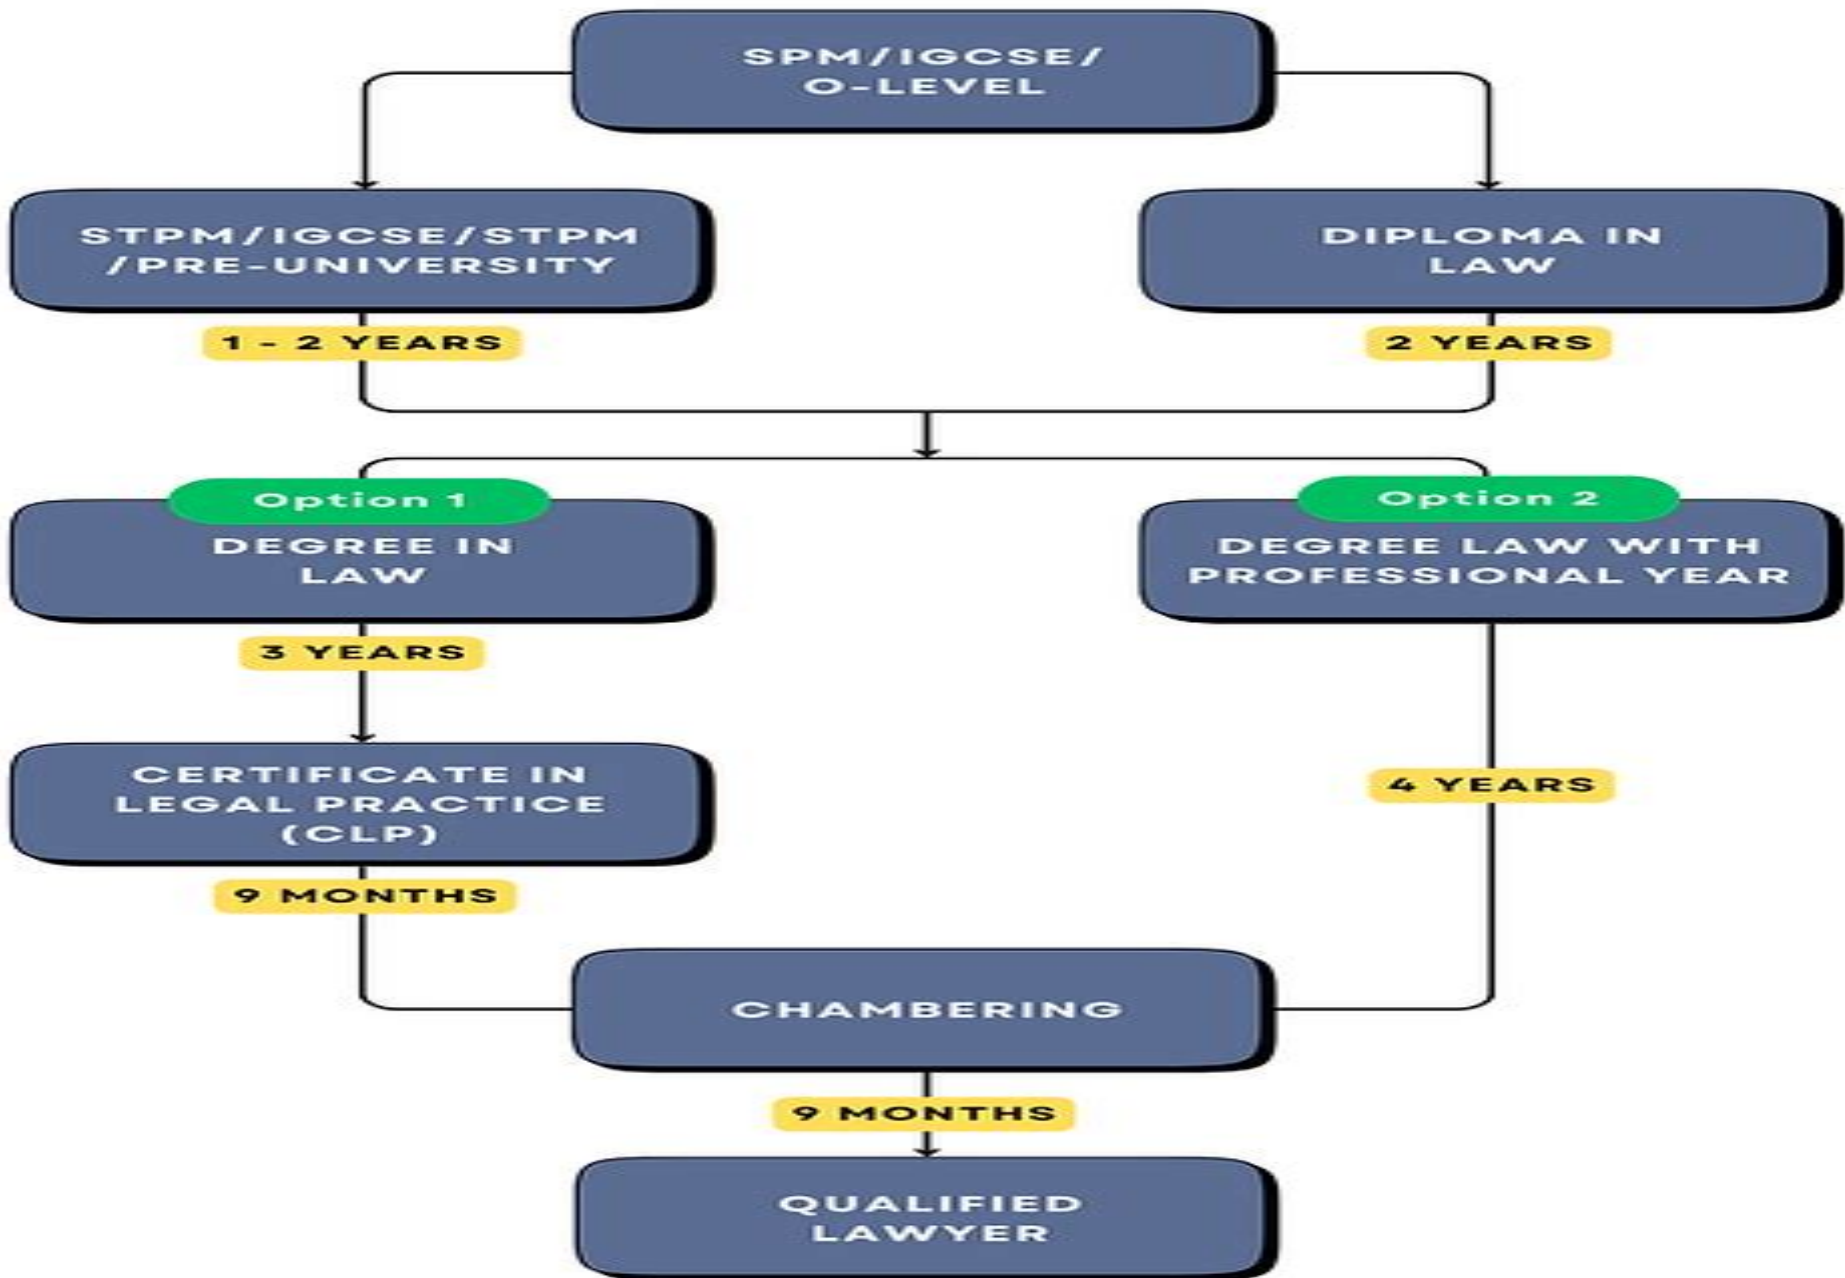 SPM/IGCSE/
O-LEVEL
STPM/IGCSE/STPM
/PRE-UNIVERSITY
DIPLOMA IN
LAW
1 - 2 YEARS
2 YEARS
Option 1
DEGREE IN
LAW
Option 2
DEGREE LAW WITH
PROFESSIONAL YEAR
3 YEARS
CERTIFICATE IN
LEGAL PRACTICE
(CLP)
4 YEARS
9 MONTHS
CHAMBERING
9 MONTHS
QUALIFIED
LAWYER